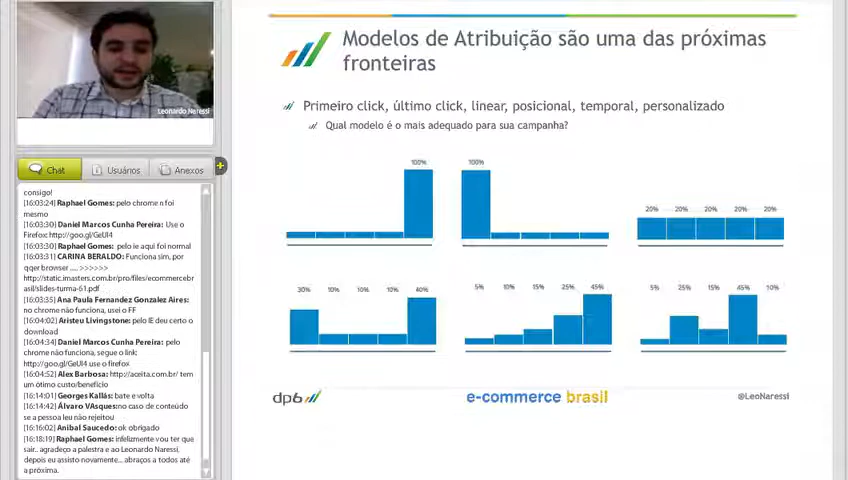 Leonardo Naressi
Chat
Usuários
Anexos
consigo!
[16:03:24] Raphael Gomes: pelo chrome n foi
mesmo
[16:03:30] Daniel Marcos Cunha Pereira: Use o
Firefox: http://goo.gl/GeUl4
[16:03:30] Raphael Gomes: pelo ie aqui foi normal
[16:03:31] CARINA BERALDO: Funciona sim, por
qqer browser .... >>>>>>
http://static.imasters.com.br/pro/files/ecommercebr
asil/slides-turma-61.pdf
[16:03:35] Ana Paula Fernandez Gonzalez Aires:
no chrome não funciona, usei o FF
[16:04:02] Aristeu Livingstone: pelo IE deu certo o
download
[16:04:34] Daniel Marcos Cunha Pereira: pelo
chrome não funciona, segue o link:
http://goo.gl/GeUl4 use o firefox
[16:04:52] Alex Barbosa: http://aceita.com.br/ tem
um ótimo custo/benefício
[16:14:01] Georges Kallás: bate e volta
[16:14:42] Álvaro VAsques:no caso de conteúdo
se a pessoa leu não rejeitou
[16:16:02] Anibal Saucedo: ok obrigado
[16:18:19] Raphael Gomes: infelizmente vou ter que
sair.. agradeço a palestra e ao Leonardo Naressi,
depois eu assisto novamente... abraços a todos até
a próxima.
Modelos de Atribuição são uma das próximas
fronteiras
Primeiro click, último click, linear, posicional, temporal, personalizado
Qual modelo é o mais adequado para sua campanha?
100%
100%
20% 20% 20% 20% 20%
30% 10% 10% 10% 40%
5% 10% 15% 25% 45%
5% 25% 15% 45% 10%
dp6
e-commerce brasil
@LeoNaressi